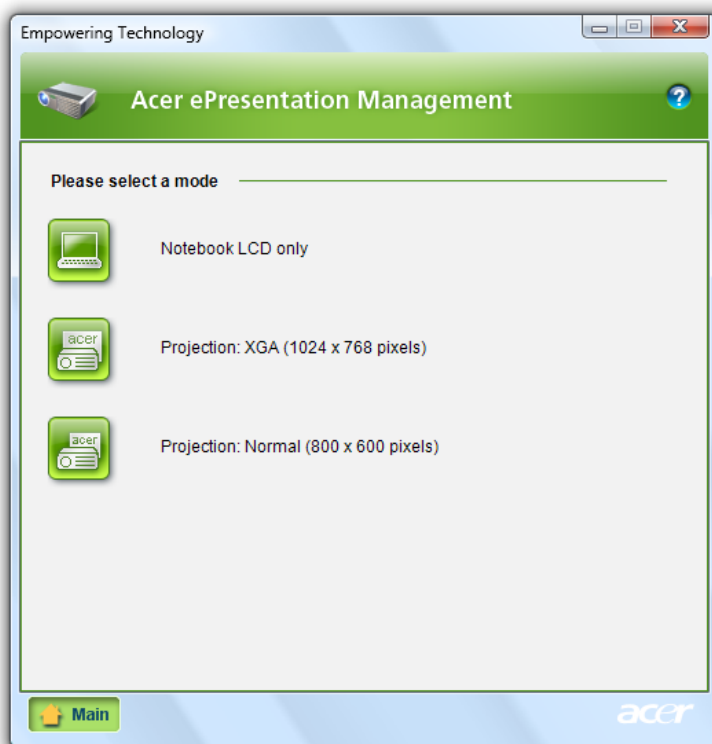 Empowering Technology
Acer ePresentation Management
?
Please select a mode
Notebook LCD only
acer
Projection: XGA (1024 x 768 pixels)
acer
Projection: Normal (800 x 600 pixels)
Main
acer